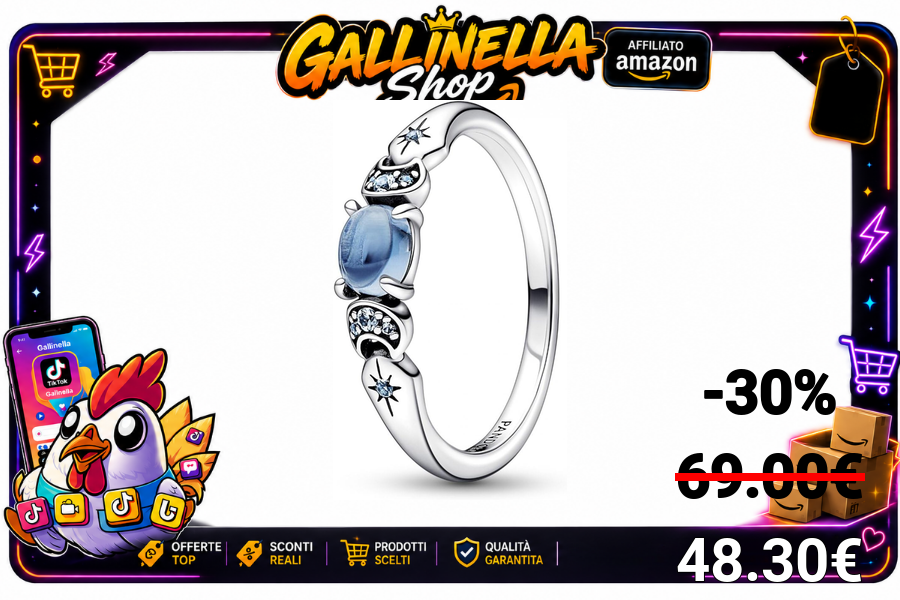 GALLINELLA
Shop
AFFILIATO
amazon
Gallinella
TikTok
Gallinella
-30%
69.00€
48.30€
OFFERTE
TOP
SCONTI
REALI
PRODOTTI
SCELTI
QUALITÀ
GARANTITA